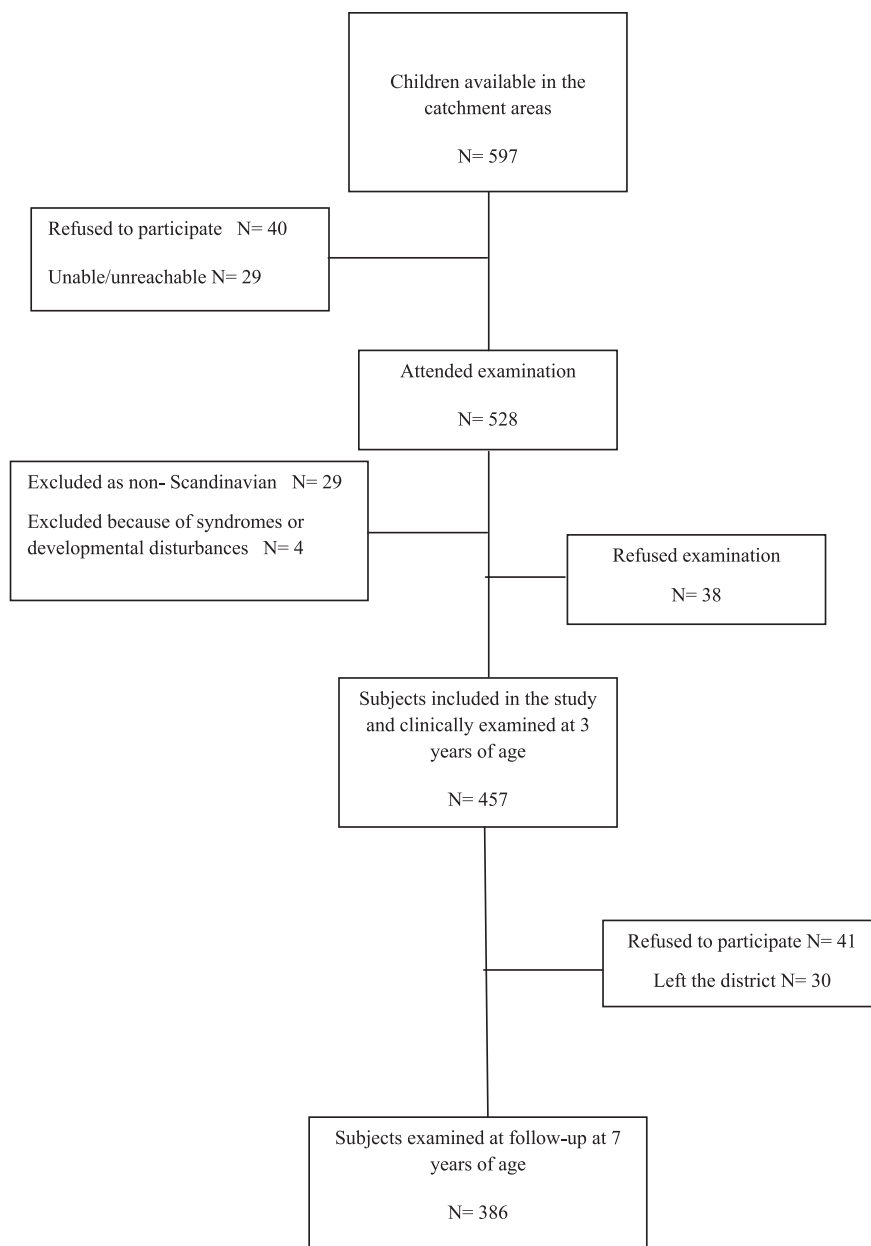 Children available in the
catchment areas
N= 597
Refused to participate N= 40
Unable/unreachable N= 29
Attended examination
N= 528
Excluded as non- Scandinavian N= 29
Excluded because of syndromes or
developmental disturbances N= 4
Refused examination
N= 38
Subjects included in the study
and clinically examined at 3
years of age
N= 457
Refused to participate N= 41
Left the district N= 30
Subjects examined at follow-up at 7
years of age
N= 386